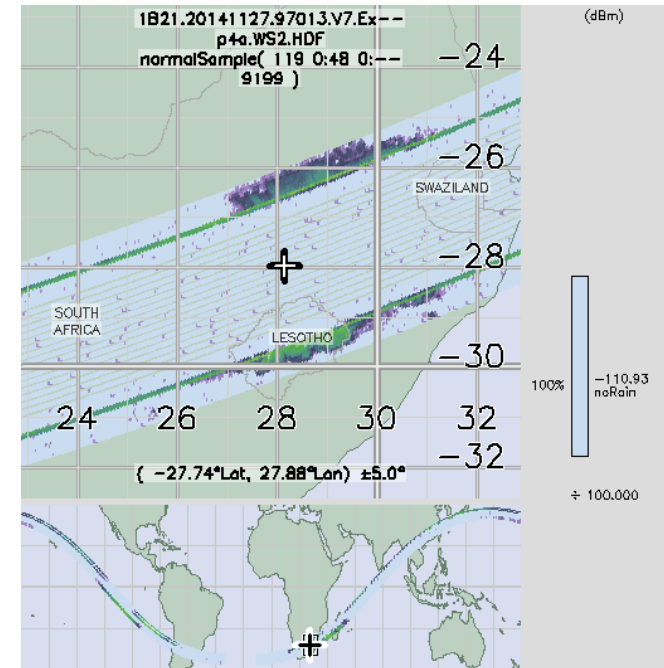 1B21.20141127.97013.V7.Ex--
p4a.WS2.HDF
normalSample( 119 0:48 0:--
9199 )
(dBm)
-24
-26
SWAZILAND
-28
SOUTH
AFRICA
LESOTHO
-30
100%
-110.93
noRain
24 26 28 30 32
-32
( -27.74°Lat, 27.88°Lon) ±5.0°
÷ 100.000